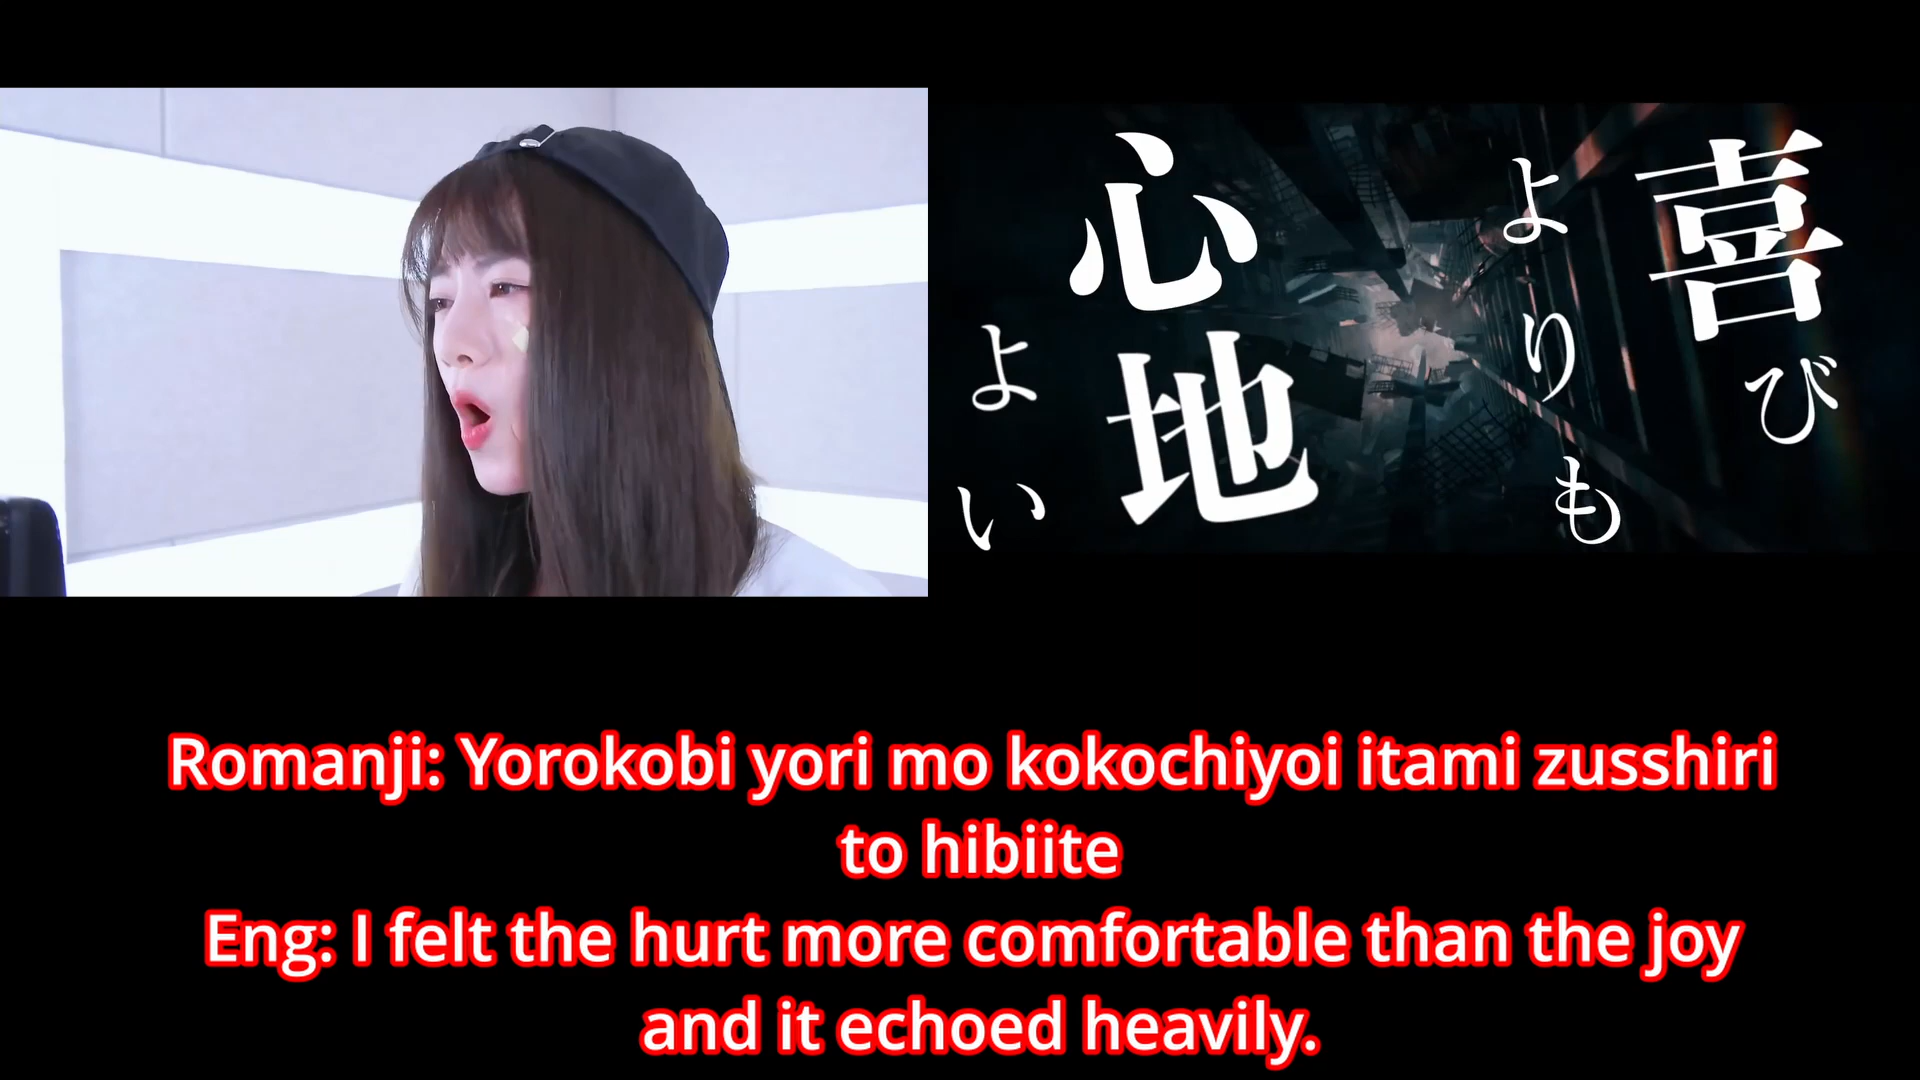 喜び
よりも
心地
よい
Romanji: Yorokobi yori mo kokochiyoi itami zusshiri
to hibiite
Eng: I felt the hurt more comfortable than the joy
and it echoed heavily.